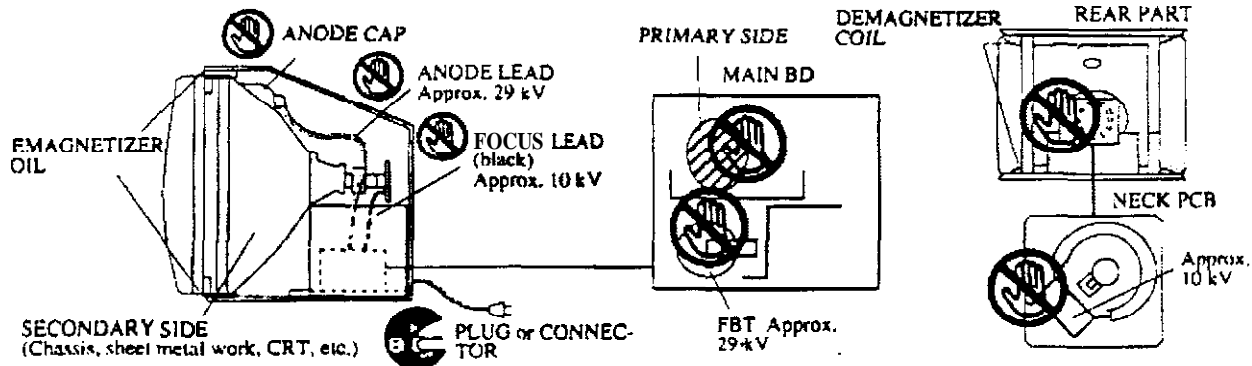 ANODE CAP
ANODE LEAD
Approx. 29 kV
FOCUS LEAD
(black)
Approx. 10 kV
EMAGNETIZER
OIL
SECONDARY SIDE
(Chassis, sheet metal work, CRT, etc.)
PLUG or CONNEC-
TOR
PRIMARY SIDE
MAIN BD
FBT Approx.
29 kV
DEMAGNETIZER
COIL
REAR PART
NECK PCB
Approx.
10 kV